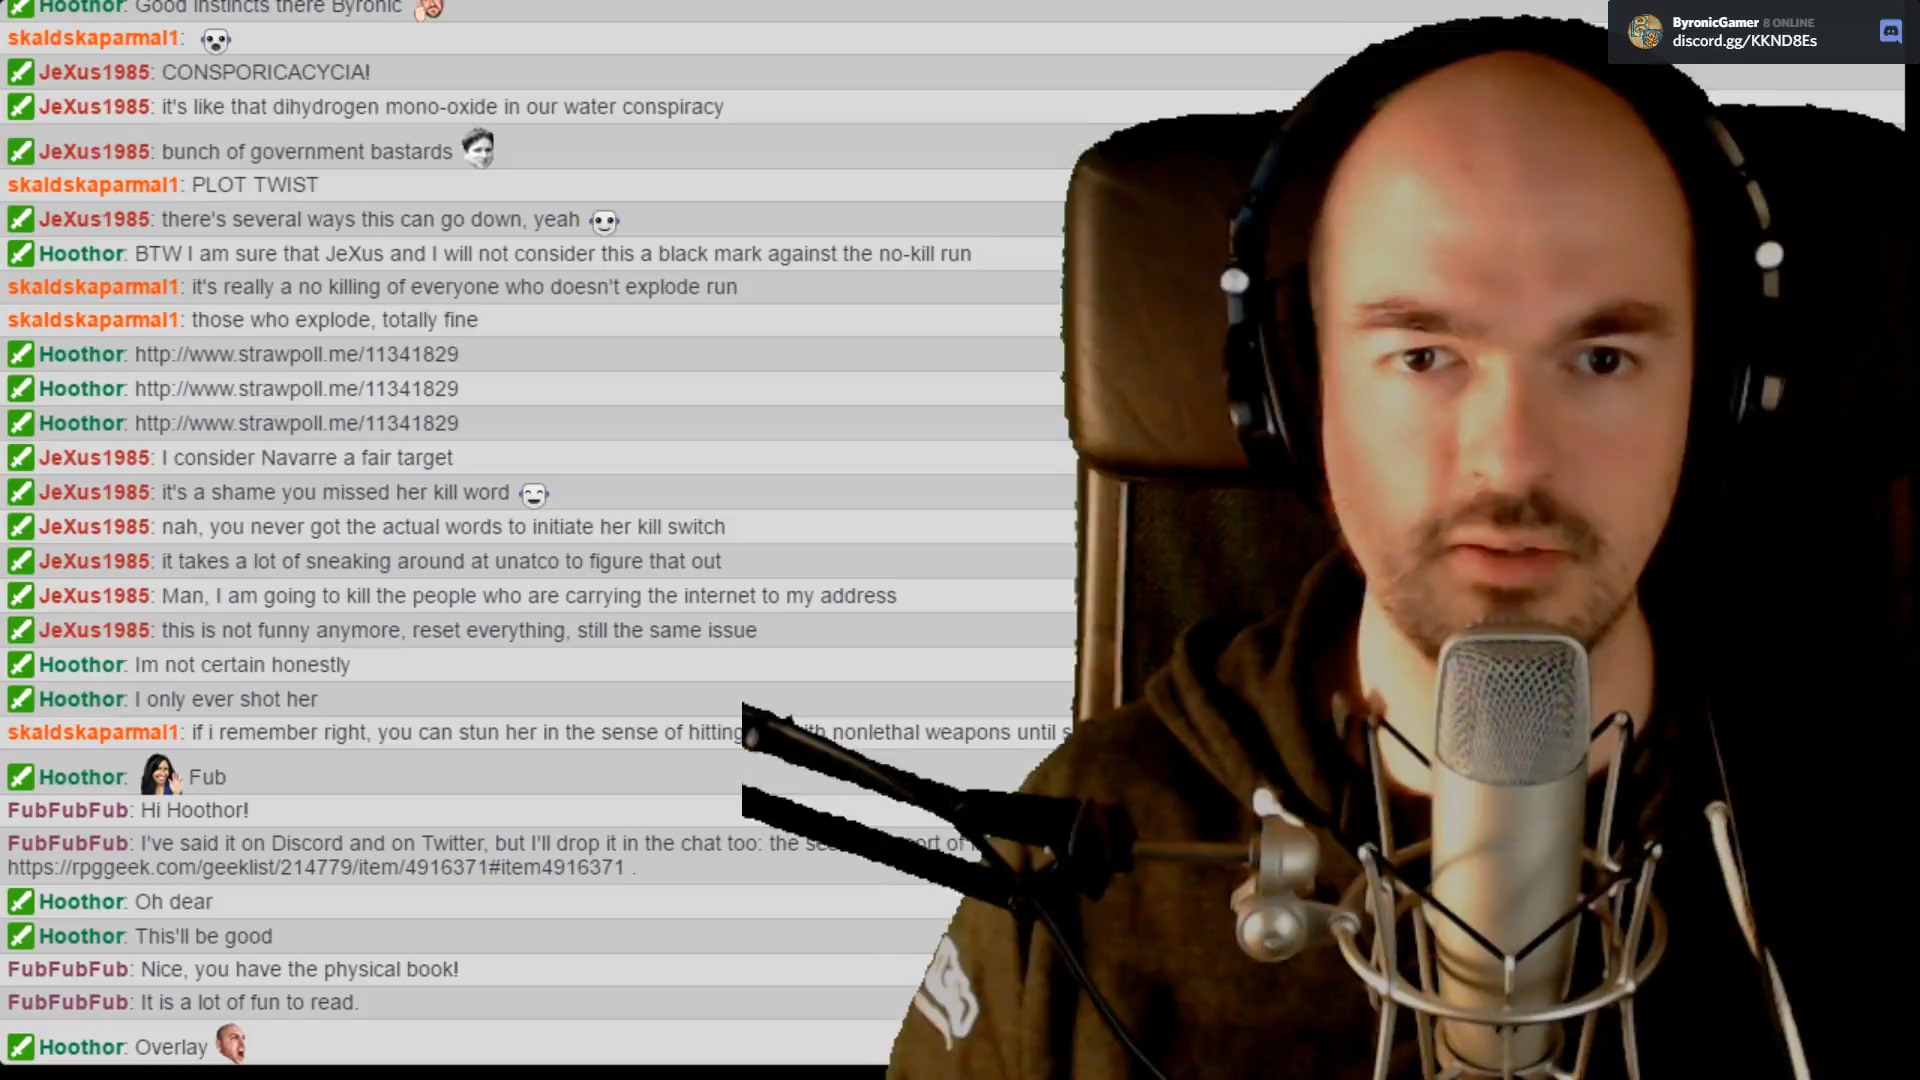 Hoothor: Good instincts there Byronic
ByronicGamer 8 ONLINE
discord.gg/KKND8Es
skaldskaparmal1:
JeXus1985: CONSPORICACYCIA!
JeXus1985: it's like that dihydrogen mono-oxide in our water conspiracy
JeXus1985: bunch of government bastards
skaldskaparmal1: PLOT TWIST
JeXus1985: there's several ways this can go down, yeah
Hoothor: BTW I am sure that JeXus and I will not consider this a black mark against the no-kill run
skaldskaparmal1: it's really a no killing of everyone who doesn't explode run
skaldskaparmal1: those who explode, totally fine
Hoothor: http://www.strawpoll.me/11341829
Hoothor: http://www.strawpoll.me/11341829
Hoothor: http://www.strawpoll.me/11341829
JeXus1985: I consider Navarre a fair target
JeXus1985: it's a shame you missed her kill word
JeXus1985: nah, you never got the actual words to initiate her kill switch
JeXus1985: it takes a lot of sneaking around at unatco to figure that out
JeXus1985: Man, I am going to kill the people who are carrying the internet to my address
JeXus1985: this is not funny anymore, reset everything, still the same issue
Hoothor: Im not certain honestly
Hoothor: I only ever shot her
skaldskaparmal1: if i remember right, you can stun her in the sense of hitting nonlethal weapons until
Hoothor: Fub
FubFubFub: Hi Hoothor!
FubFubFub: I've said it on Discord and on Twitter, but I'll drop it in the chat too: the of
https://rpggeek.com/geeklist/214779/item/4916371#item4916371 .
Hoothor: Oh dear
Hoothor: This'll be good
FubFubFub: Nice, you have the physical book!
FubFubFub: It is a lot of fun to read.
Hoothor: Overlay